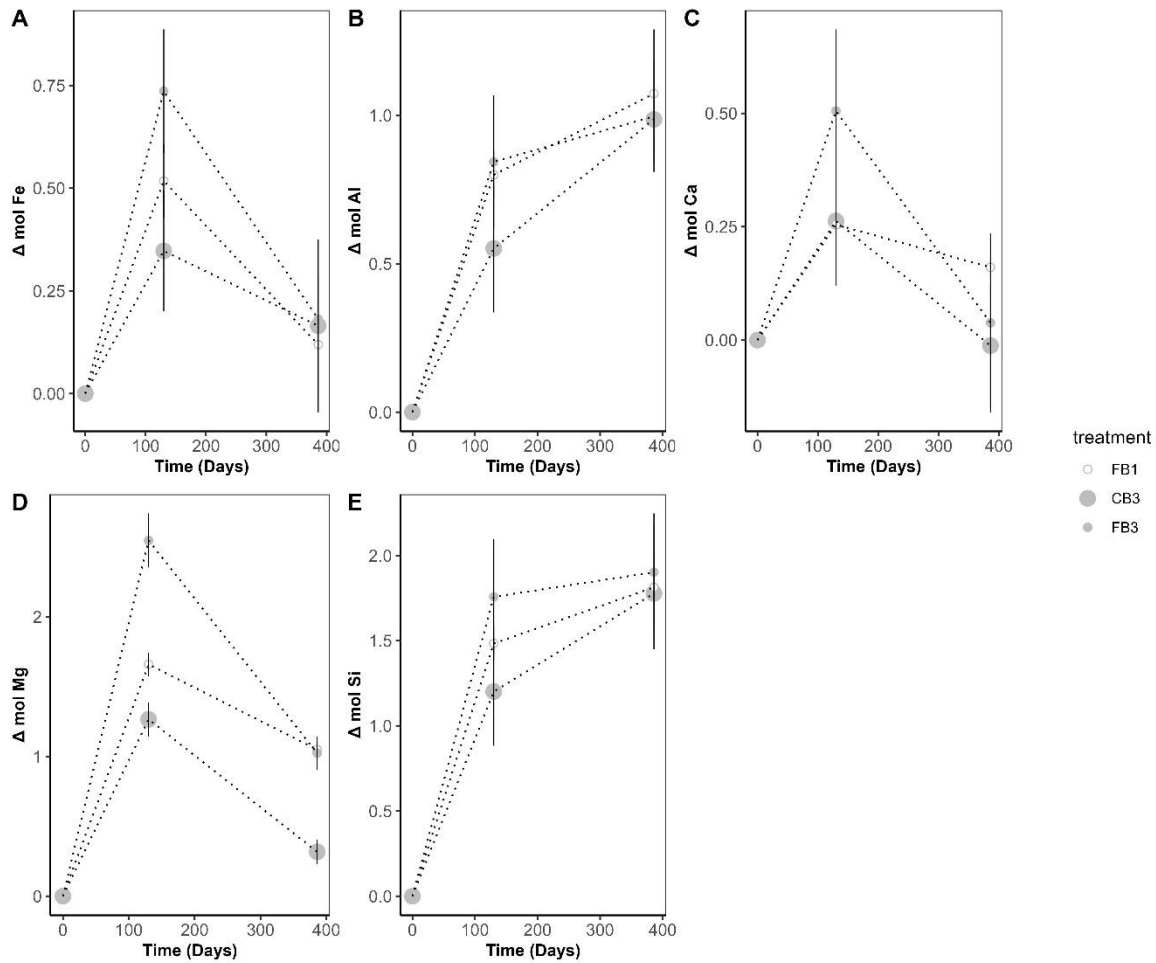 A
Δ mol Fe
0.75
0.50
0.25
0.00
0 100 200 300 400
Time (Days)
B
Δ mol Al
1.0
0.5
0.0
0 100 200 300 400
Time (Days)
C
Δ mol Ca
0.50
0.25
0.00
0 100 200 300 400
Time (Days)
D
Δ mol Mg
2
1
0
0 100 200 300 400
Time (Days)
E
Δ mol Si
2.0
1.5
1.0
0.5
0.0
0 100 200 300 400
Time (Days)
treatment
FB1
CB3
FB3